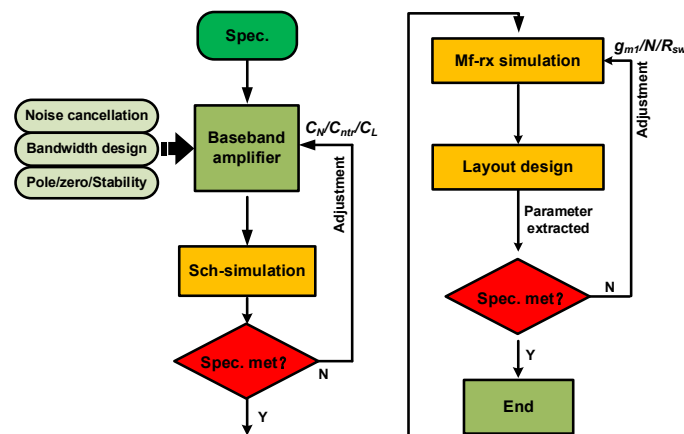 Spec.
Noise cancellation
Bandwidth design
Pole/zero/Stability
Baseband
amplifier
C_N/C_ntr/C_L
Adjustment
Sch-simulation
Spec. met?
N
Y
Mf-rx simulation
g_m1/N/R_sw
Adjustment
Layout design
Parameter
extracted
Spec. met?
N
Y
End